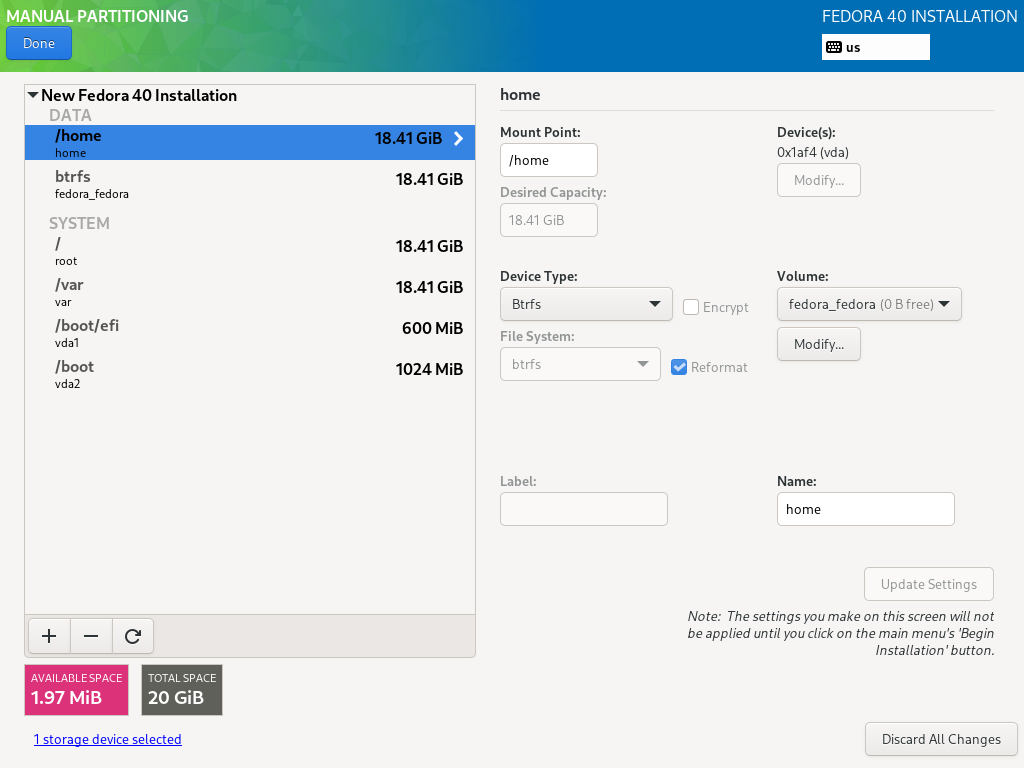 MANUAL PARTITIONING
FEDORA 40 INSTALLATION
Done
us
New Fedora 40 Installation
DATA
/home
18.41 GiB
home
btrfs
18.41 GiB
fedora_fedora
SYSTEM
/
18.41 GiB
root
/var
18.41 GiB
var
/boot/efi
600 MiB
vda1
/boot
1024 MiB
vda2
AVAILABLE SPACE
1.97 MiB
TOTAL SPACE
20 GiB
1 storage device selected
home
Mount Point:
/home
Device(s):
0x1af4 (vda)
Modify...
Desired Capacity:
18.41 GiB
Device Type:
Btrfs
Encrypt
Volume:
fedora_fedora (0 B free)
Modify...
File System:
btrfs
Reformat
Label:
Name:
home
Update Settings
Note: The settings you make on this screen will not
be applied until you click on the main menu's 'Begin
Installation' button.
Discard All Changes